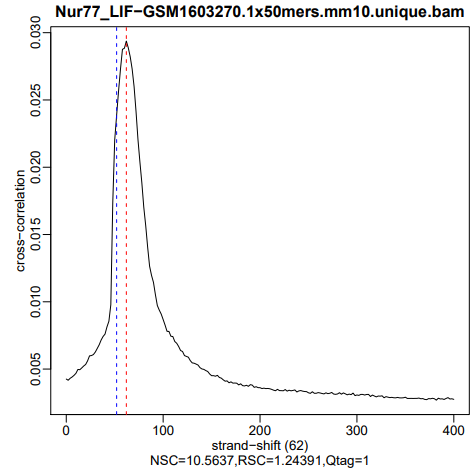 Nur77_LIF−GSM1603270.1x50mers.mm10.unique.bam
0.030
0.025
0.020
0.015
0.010
0.005
cross−correlation
0 100 200 300 400
strand−shift (62)
NSC=10.5637,RSC=1.24391,Qtag=1